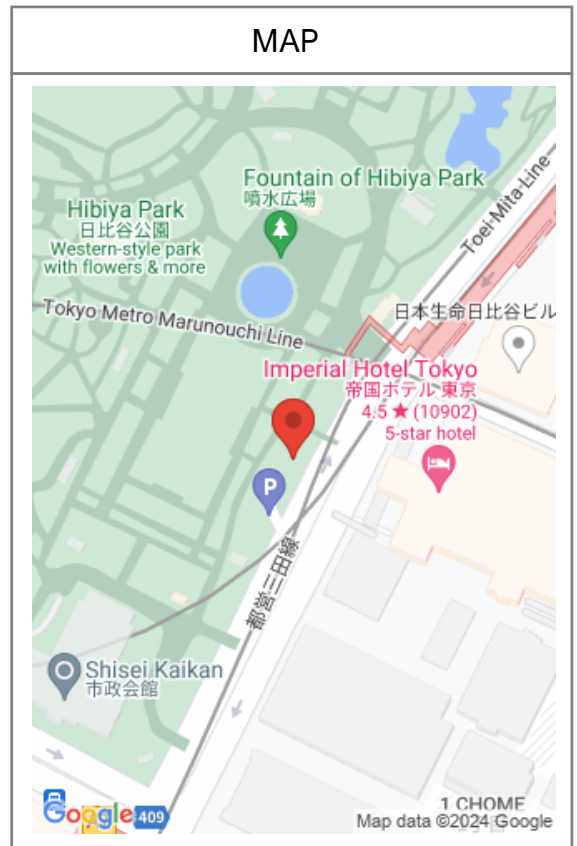 MAP
Fountain of Hibiya Park
噴水広場
Hibiya Park
日比谷公園
Western-style park
with flowers & more
Toei-Mita-Line
Tokyo Metro Marunouchi Line
日本生命日比谷ビル
Imperial Hotel Tokyo
帝国ホテル 東京
4.5 ★ (10902)
5-star hotel
P
都営三田線
Shisei Kaikan
市政会館
1 CHOME
Google
409
Map data ©2024 Google